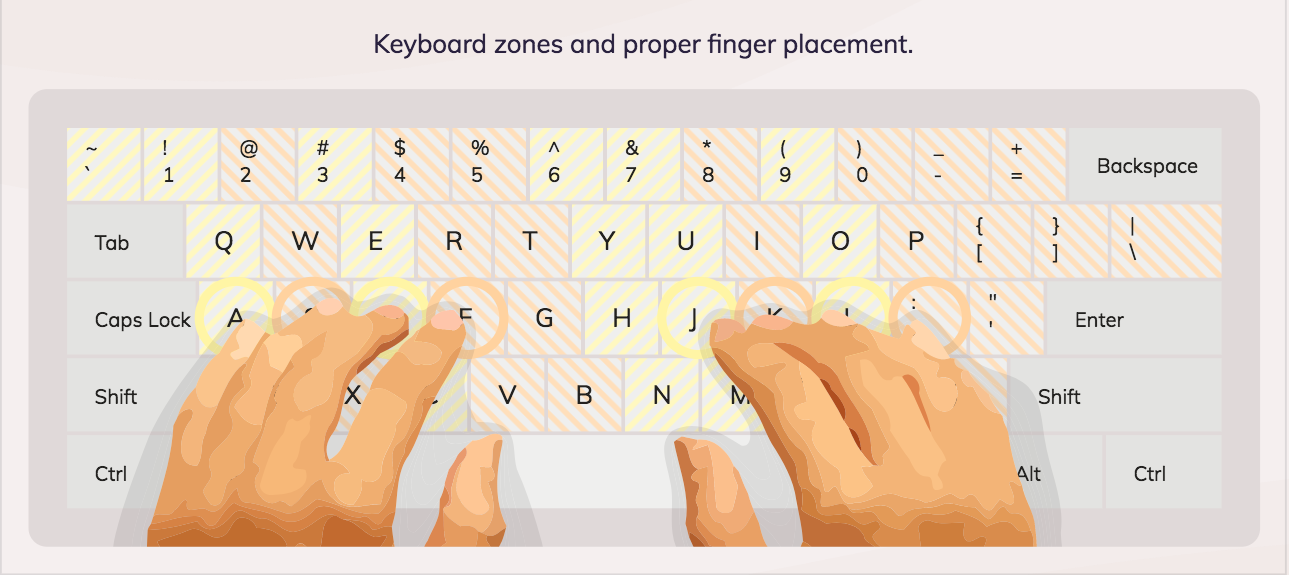 Keyboard zones and proper finger placement.
~ ! @ # $ % ^ & * ( ) _ +
` 1 2 3 4 5 6 7 8 9 0 - = Backspace
Tab Q W E R T Y U I O P { [ } ] | \
Caps Lock A F G H J K : " ' Enter
Shift X V B N M Shift
Ctrl Alt Ctrl